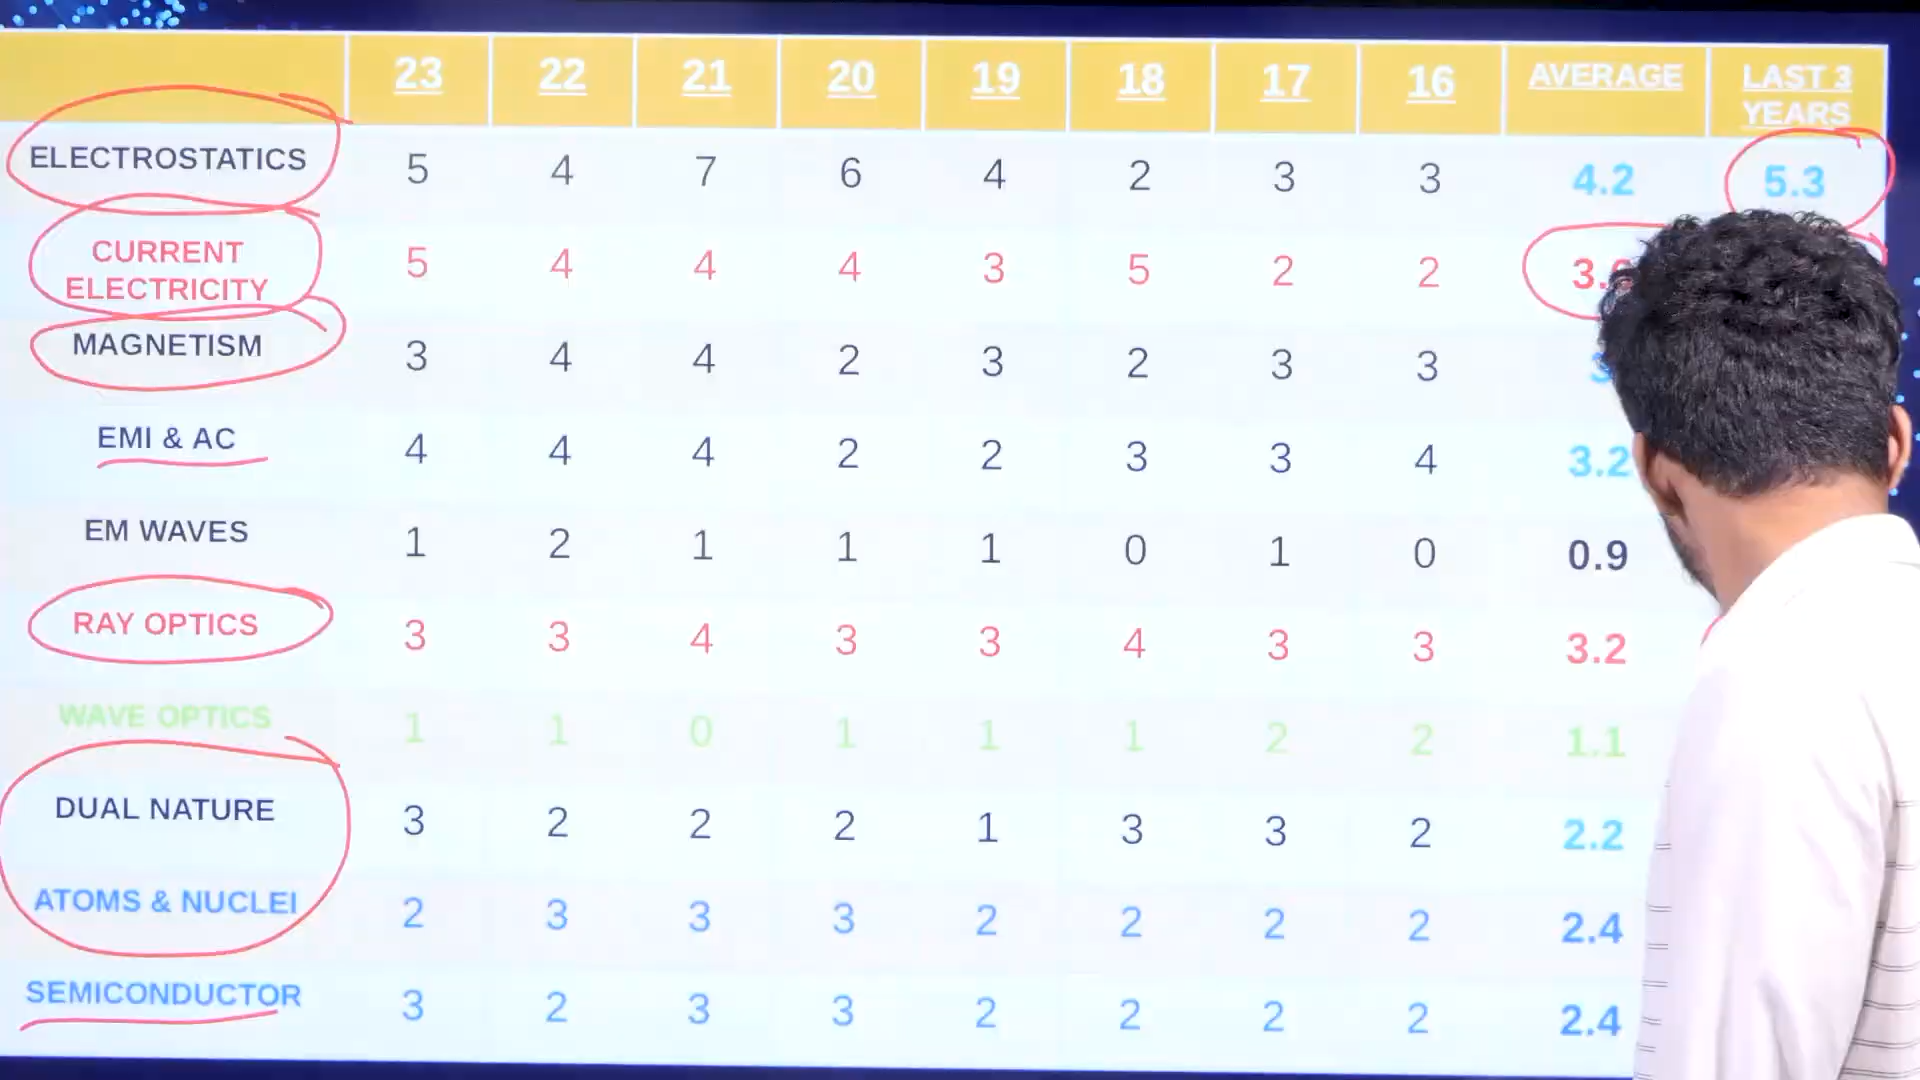 23 22 21 20 19 18 17 16 AVERAGE LAST 3
YEARS
ELECTROSTATICS 5 4 7 6 4 2 3 3 4.2 5.3
CURRENT
ELECTRICITY 5 4 4 4 3 5 2 2
MAGNETISM 3 4 4 2 3 2 3 3
EMI & AC 4 4 4 2 2 3 3 4 3.2
EM WAVES 1 2 1 1 1 0 1 0 0.9
RAY OPTICS 3 3 4 3 3 4 3 3 3.2
WAVE OPTICS 1 1 0 1 1 1 2 2 1.1
DUAL NATURE 3 2 2 2 1 3 3 2 2.2
ATOMS & NUCLEI 2 3 3 3 2 2 2 2 2.4
SEMICONDUCTOR 3 2 3 3 2 2 2 2 2.4